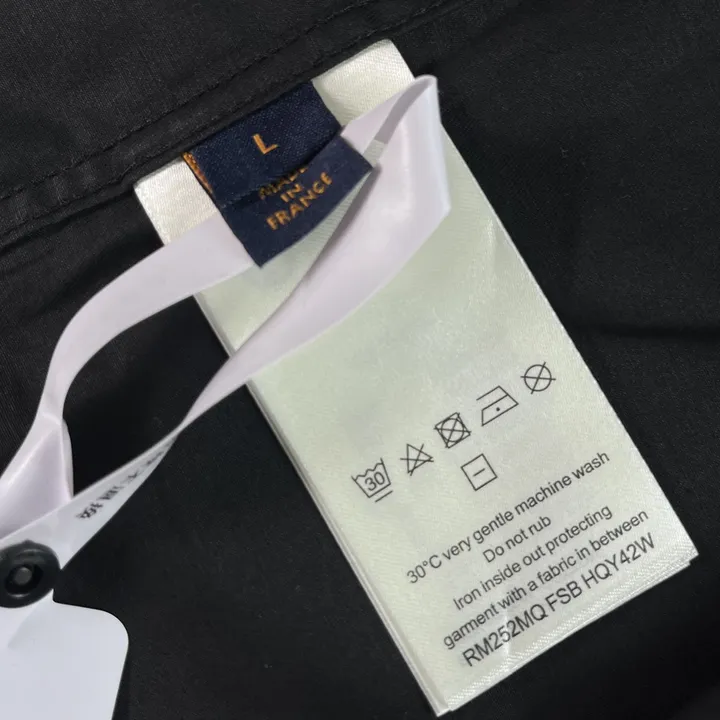 L
MADE
IN
FRANCE
30
30°C very gentle machine wash
Do not rub
Iron inside out protecting
garment with a fabric in between
RM252MQ FSB HQY42W